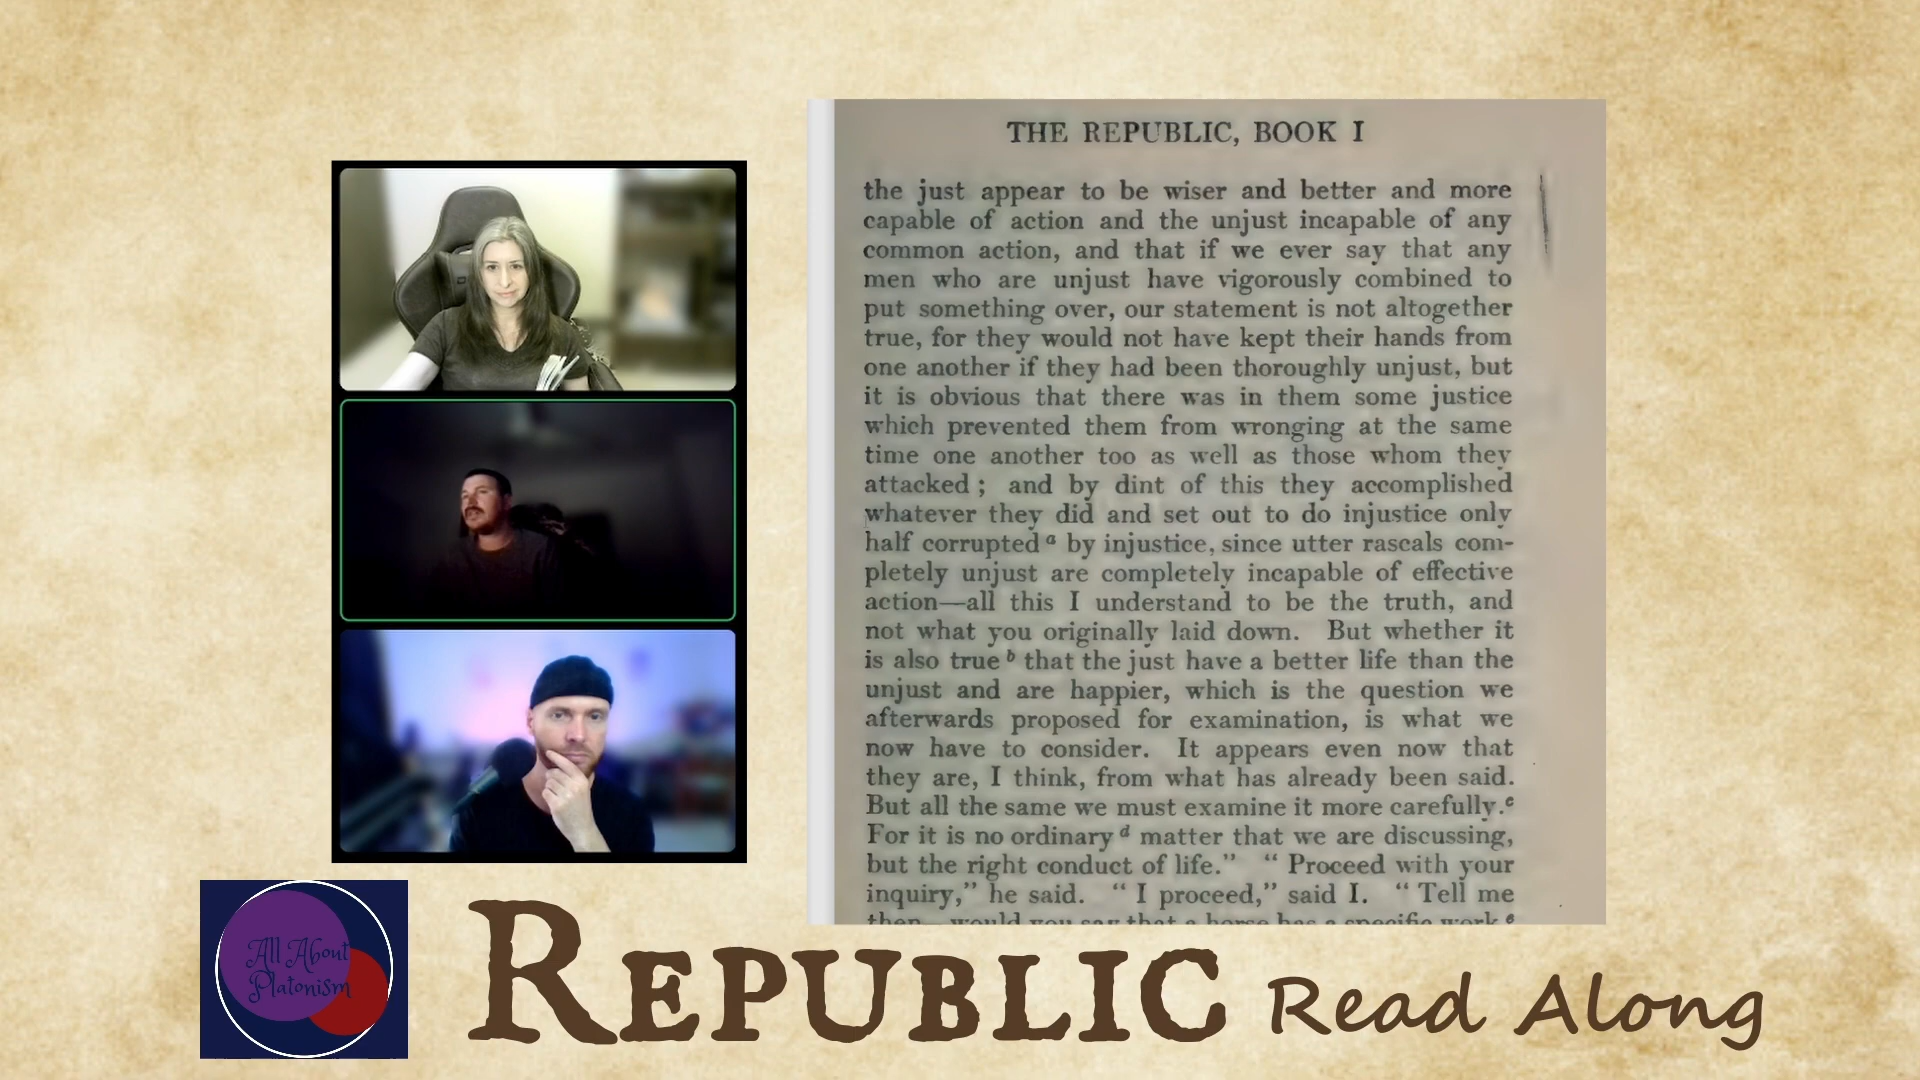 THE REPUBLIC, BOOK I
the just appear to be wiser and better and more
capable of action and the unjust incapable of any
common action, and that if we ever say that any
men who are unjust have vigorously combined to
put something over, our statement is not altogether
true, for they would not have kept their hands from
one another if they had been thoroughly unjust, but
it is obvious that there was in them some justice
which prevented them from wronging at the same
time one another too as well as those whom they
attacked ; and by dint of this they accomplished
whatever they did and set out to do injustice only
half corrupted a by injustice, since utter rascals com-
pletely unjust are completely incapable of effective
action—all this I understand to be the truth, and
not what you originally laid down. But whether it
is also true b that the just have a better life than the
unjust and are happier, which is the question we
afterwards proposed for examination, is what we
now have to consider. It appears even now that
they are, I think, from what has already been said.
But all the same we must examine it more carefully.c
For it is no ordinary d matter that we are discussing,
but the right conduct of life.” “ Proceed with your
inquiry,” he said. “ I proceed,” said I. “ Tell me
then—would you say that a horse has a specific work e
All About
Platonism
REPUBLIC Read Along